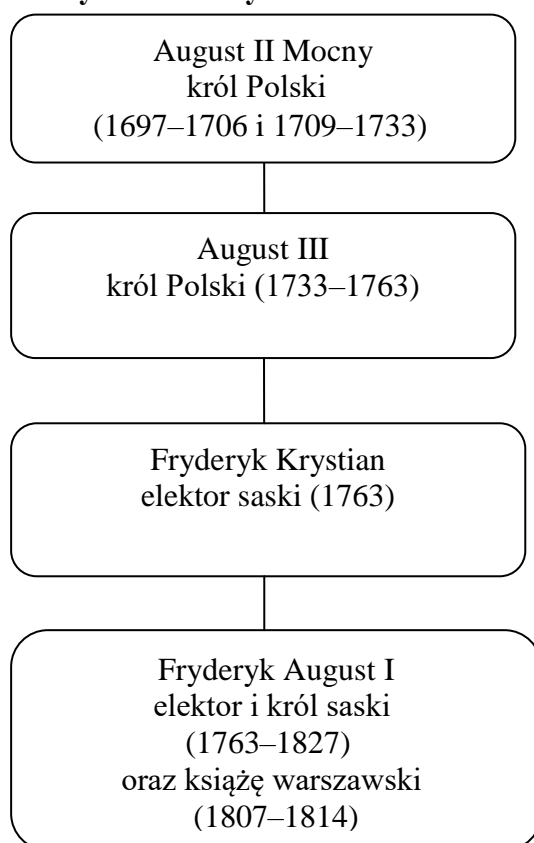 August II Mocny
król Polski
(1697–1706 i 1709–1733)
August III
król Polski (1733–1763)
Fryderyk Krystian
elektor saski (1763)
Fryderyk August I
elektor i król saski
(1763–1827)
oraz książę warszawski
(1807–1814)